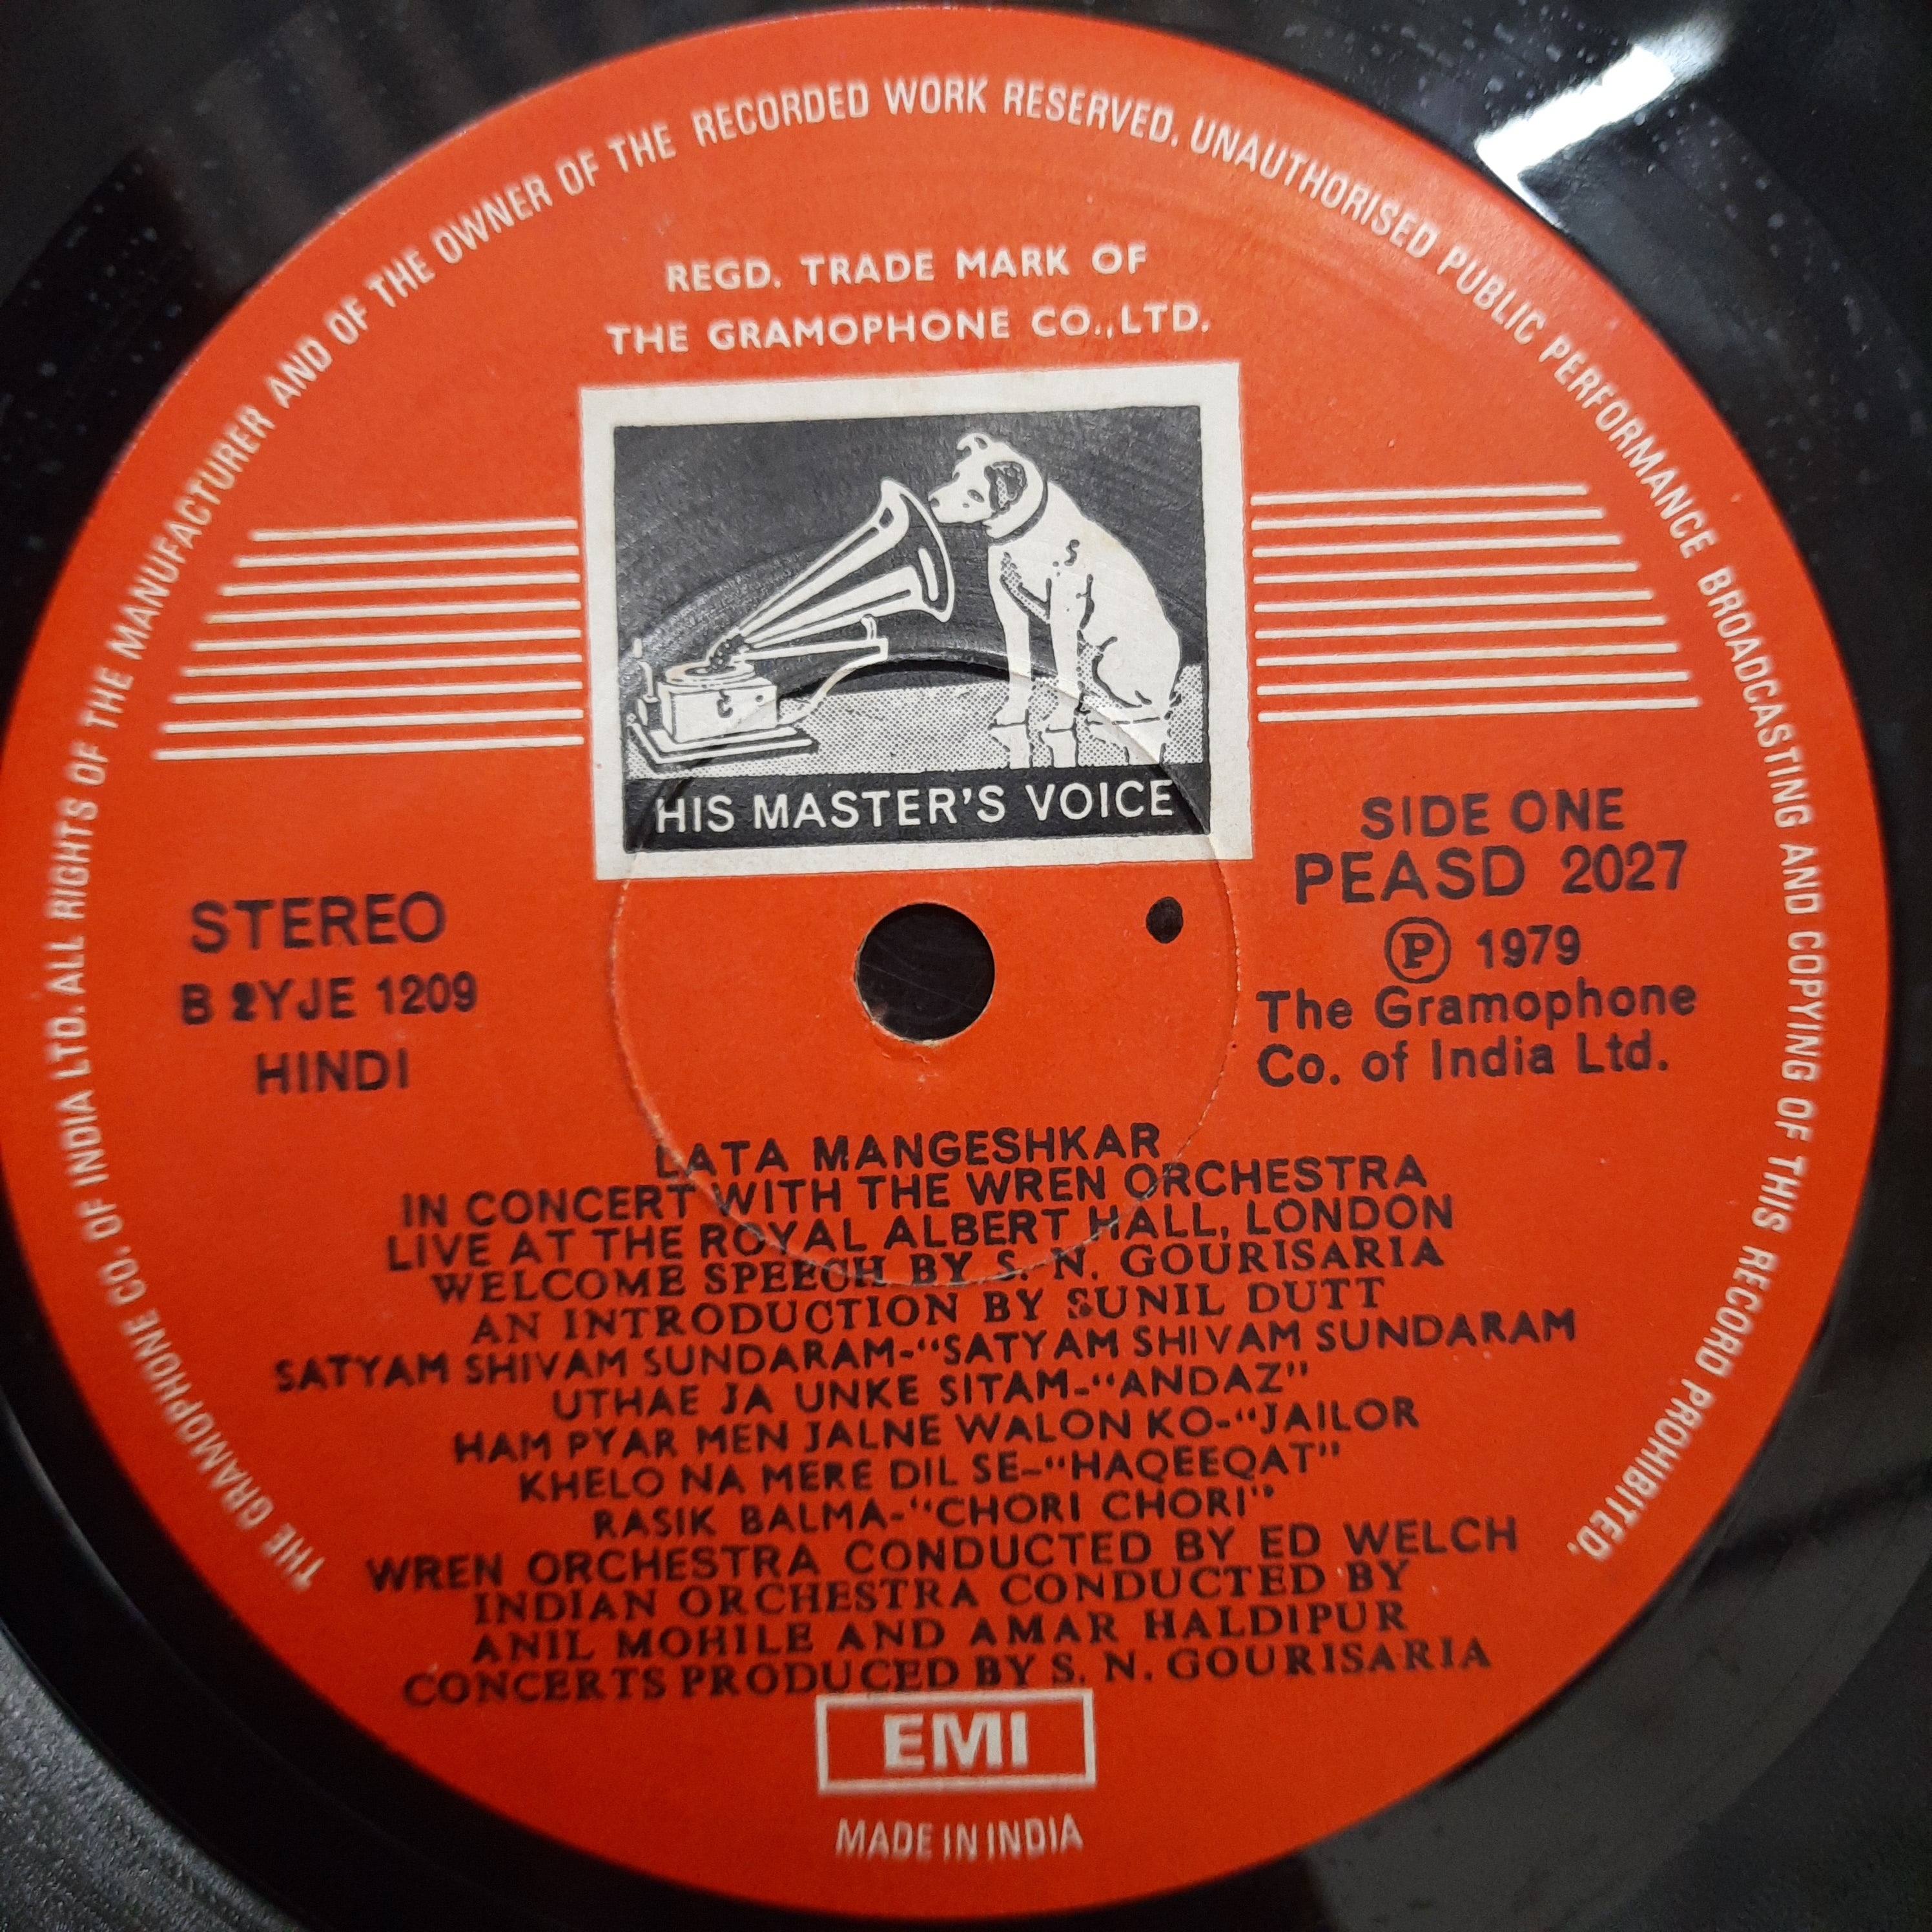 THE GRAMOPHONE CO. OF INDIA LTD. ALL RIGHTS OF THE MANUFACTURER AND OF THE OWNER OF THE RECORDED WORK RESERVED. UNAUTHORISED PUBLIC PERFORMANCE BROADCASTING AND COPYING OF THIS RECORD PROHIBITED.
REGD. TRADE MARK OF
THE GRAMOPHONE CO.,LTD.
HIS MASTER'S VOICE
STEREO
B 2YJE 1209
HINDI
SIDE ONE
PEASD 2027
Ⓟ 1979
The Gramophone
Co. of India Ltd.
LATA MANGESHKAR
IN CONCERT WITH THE WREN ORCHESTRA
LIVE AT THE ROYAL ALBERT HALL, LONDON
WELCOME SPEECH BY S. N. GOURISARIA
AN INTRODUCTION BY SUNIL DUTT
SATYAM SHIVAM SUNDARAM-"SATYAM SHIVAM SUNDARAM
UTHAE JA UNKE SITAM-"ANDAZ"
HAM PYAR MEN JALNE WALON KO-"JAILOR
KHELO NA MERE DIL SE-"HAQEEQAT"
RASIK BALMA-"CHORI CHORI"
WREN ORCHESTRA CONDUCTED BY ED WELCH
INDIAN ORCHESTRA CONDUCTED BY
ANIL MOHILE AND AMAR HALDIPUR
CONCERTS PRODUCED BY S. N. GOURISARIA
EMI
MADE IN INDIA